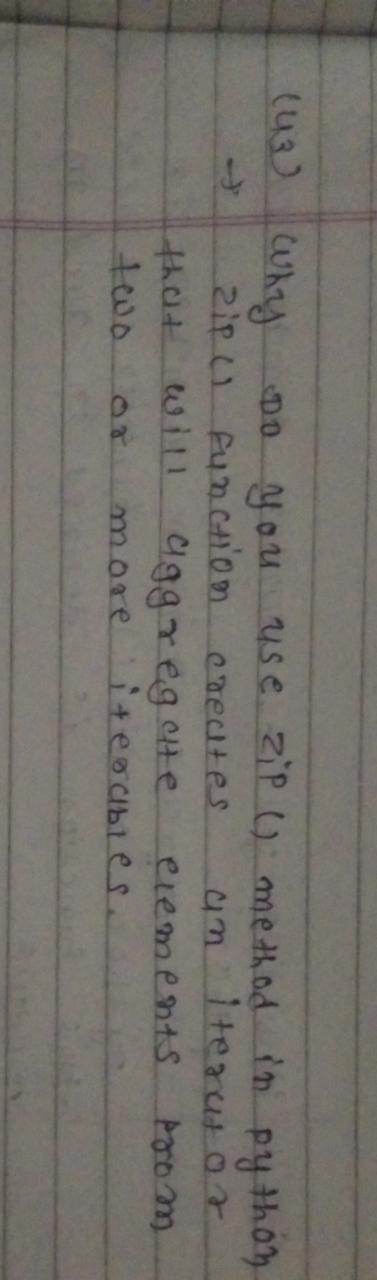 (43) Why Do you use zip () method in python
→ zip () function creates an iterator
that will aggregate elements from
two or more iterables.